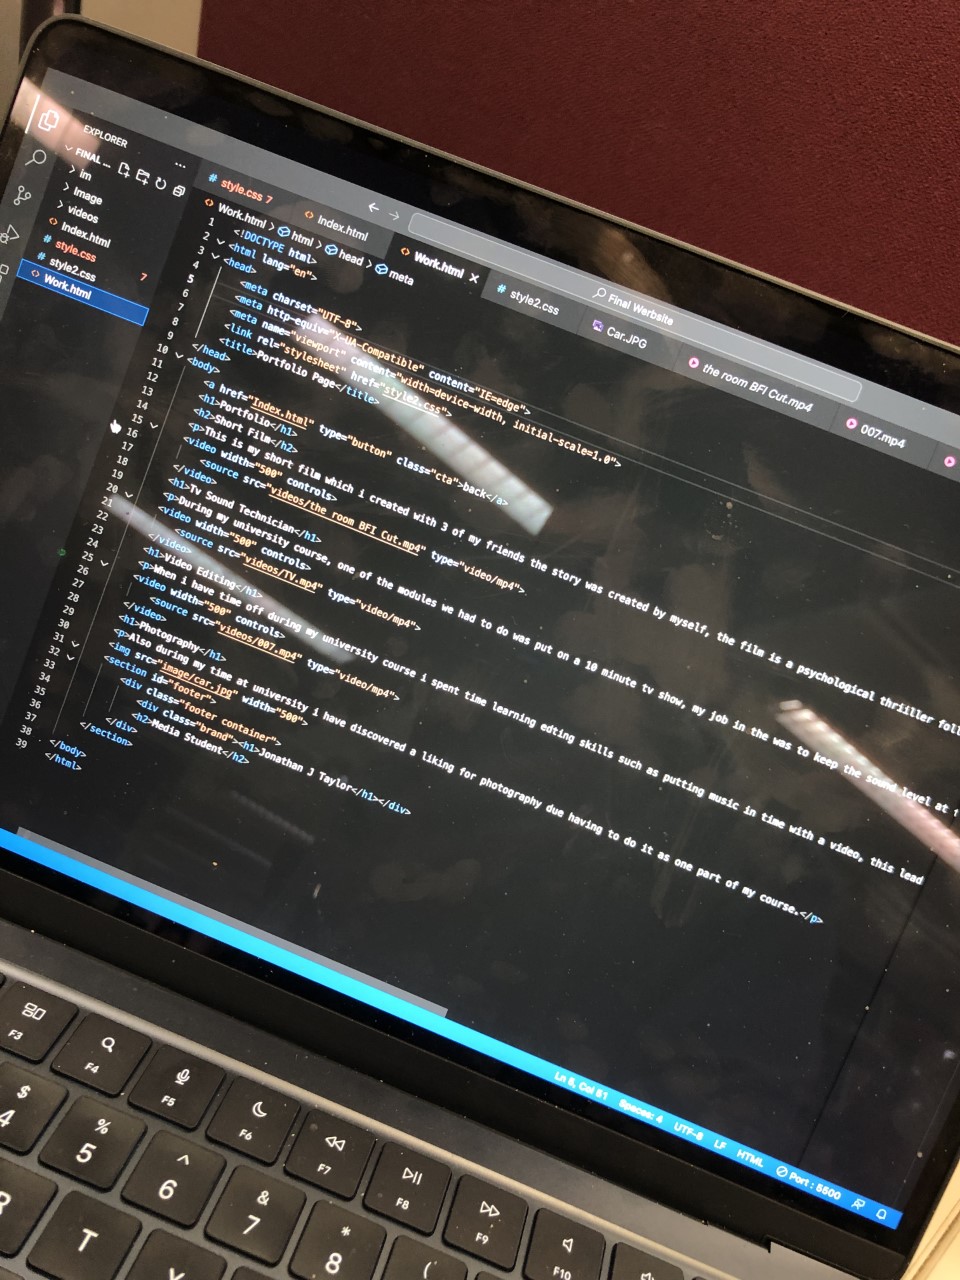 EXPLORER
FINAL ...
im
Image
videos
Index.html
style.css 7
style2.css
Work.html
Final Werbsite
style.css 7
Index.html
Work.html
style2.css
Car.JPG
the room BFI Cut.mp4
007.mp4
Work.html > html > head > meta
1 <!DOCTYPE html>
2 <html lang="en">
3 <head>
4 <meta charset="UTF-8">
5 <meta http-equiv="X-UA-Compatible" content="IE=edge">
6 <meta name="viewport" content="width=device-width, initial-scale=1.0">
7 <link rel="stylesheet" href="style2.css">
8 <title>Portfolio Page</title>
9 </head>
10 <body>
11
12 <a href="Index.html" type="button" class="cta">back</a>
13 <h1>Portfolio</h1>
14 <h2>Short Film</h2>
15 <p>This is my short film which i created with 3 of my friends the story was created by myself, the film is a psychological thriiller foll
16 <video width="500" controls>
17 <source src="videos/the room BFI Cut.mp4" type="video/mp4">
18 </video>
19 <h1>Tv Sound Technician</h1>
20 <p>During my university course, one of the modules we had to do was put on a 10 minute tv show, my job in the was to keep the sound level at
21 <video width="500" controls>
22 <source src="videos/TV.mp4" type="video/mp4">
23 </video>
24 <h1>Video Editing</h1>
25 <p>When i have time off during my university course i spent time learning edting skills such as putting music in time with a video, this lead
26 <video width="500" controls>
27 <source src="videos/007.mp4" type="video/mp4">
28 </video>
29 <h1>Photography</h1>
30 <p>Also during my time at university i have discovered a liking for photography due having to do it as one part of my course.</p>
31 <img src="image/car.jpg" width="500">
32 <section id="footer">
33 <div class="footer container">
34 <div class="brand"><h1>Jonathan J Taylor</h1></div>
35 <h2>Media Student</h2>
36 </div>
37 </section>
38 </body>
39 </html>
Spaces: 4
UTF-8
LF
HTML
Port : 5500
F3
F4
F5
F6
F7
F8
F9
F10
$
4
%
5
^
6
&
7
*
8
(
R
T
Y